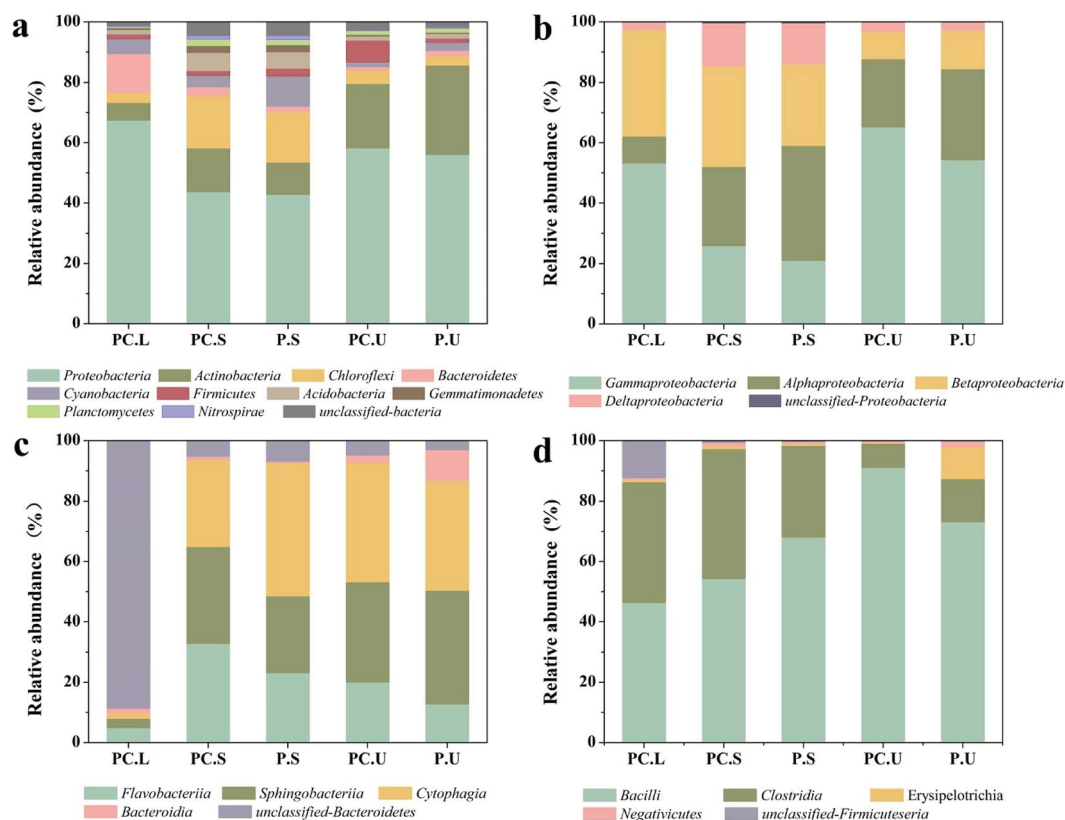 a
Relative abundance (%)
100
80
60
40
20
0
PC.L PC.S P.S PC.U P.U
Proteobacteria Actinobacteria Chloroflexi Bacteroidetes
Cyanobacteria Firmicutes Acidobacteria Gemmatimonadetes
Planctomycetes Nitrospirae unclassified-bacteria
b
Relative abundance (%)
100
80
60
40
20
0
PC.L PC.S P.S PC.U P.U
Gammaproteobacteria Alphaproteobacteria Betaproteobacteria
Deltaproteobacteria unclassified-Proteobacteria
c
Relative abundance (%)
100
80
60
40
20
0
PC.L PC.S P.S PC.U P.U
Flavobacteriia Sphingobacteriia Cytophagia
Bacteroidia unclassified-Bacteroidetes
d
Relative abundance (%)
100
80
60
40
20
0
PC.L PC.S P.S PC.U P.U
Bacilli Clostridia Erysipelotrichia
Negativicutes unclassified-Firmicuteseria